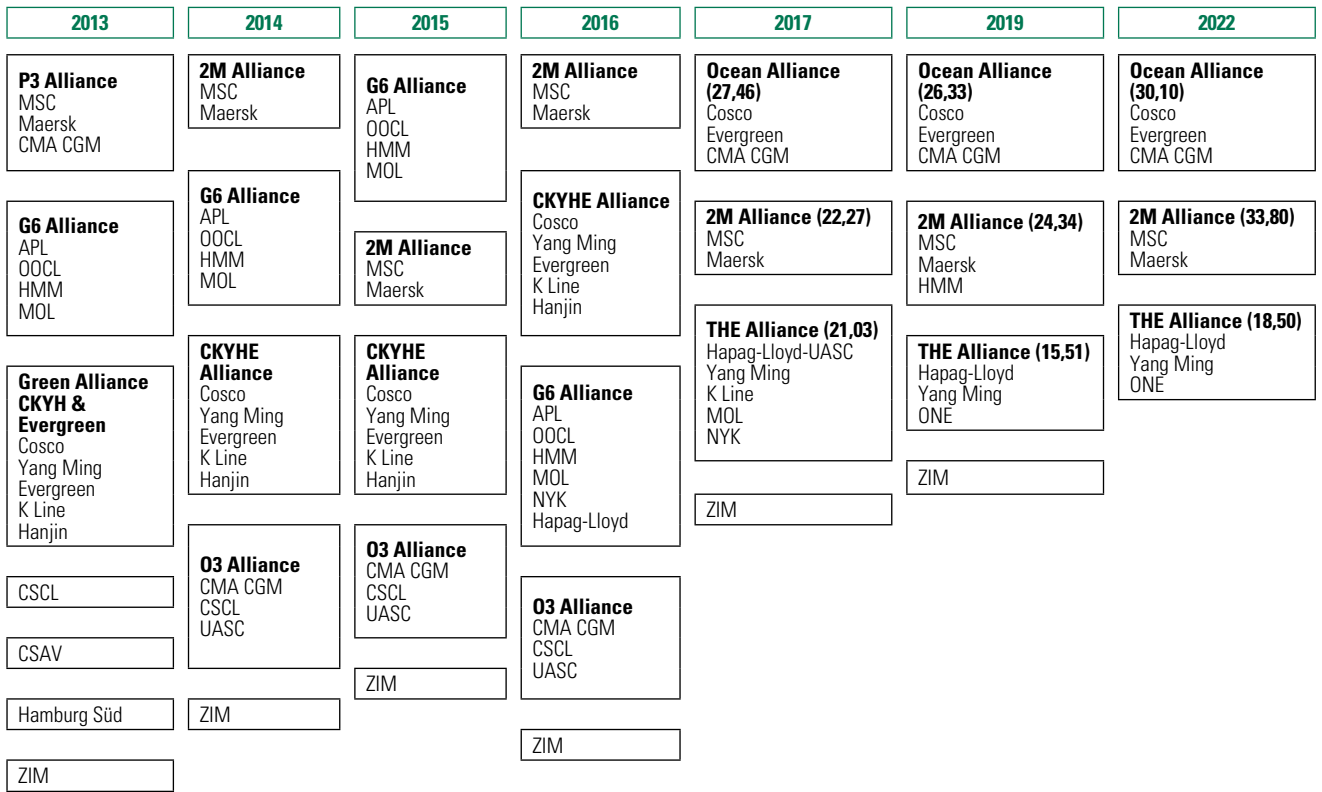 2013
P3 Alliance
MSC
Maersk
CMA CGM
G6 Alliance
APL
OOCL
HMM
MOL
Green Alliance
CKYH &
Evergreen
Cosco
Yang Ming
Evergreen
K Line
Hanjin
CSCL
CSAV
Hamburg Süd
ZIM
2014
2M Alliance
MSC
Maersk
G6 Alliance
APL
OOCL
HMM
MOL
CKYHE
Alliance
Cosco
Yang Ming
Evergreen
K Line
Hanjin
O3 Alliance
CMA CGM
CSCL
UASC
ZIM
2015
G6 Alliance
APL
OOCL
HMM
MOL
2M Alliance
MSC
Maersk
CKYHE
Alliance
Cosco
Yang Ming
Evergreen
K Line
Hanjin
O3 Alliance
CMA CGM
CSCL
UASC
ZIM
2016
2M Alliance
MSC
Maersk
CKYHE Alliance
Cosco
Yang Ming
Evergreen
K Line
Hanjin
G6 Alliance
APL
OOCL
HMM
MOL
NYK
Hapag-Lloyd
O3 Alliance
CMA CGM
CSCL
UASC
ZIM
2017
Ocean Alliance
(27,46)
Cosco
Evergreen
CMA CGM
2M Alliance (22,27)
MSC
Maersk
THE Alliance (21,03)
Hapag-Lloyd-UASC
Yang Ming
K Line
MOL
NYK
ZIM
2019
Ocean Alliance
(26,33)
Cosco
Evergreen
CMA CGM
2M Alliance (24,34)
MSC
Maersk
HMM
THE Alliance (15,51)
Hapag-Lloyd
Yang Ming
ONE
ZIM
2022
Ocean Alliance
(30,10)
Cosco
Evergreen
CMA CGM
2M Alliance (33,80)
MSC
Maersk
THE Alliance (18,50)
Hapag-Lloyd
Yang Ming
ONE